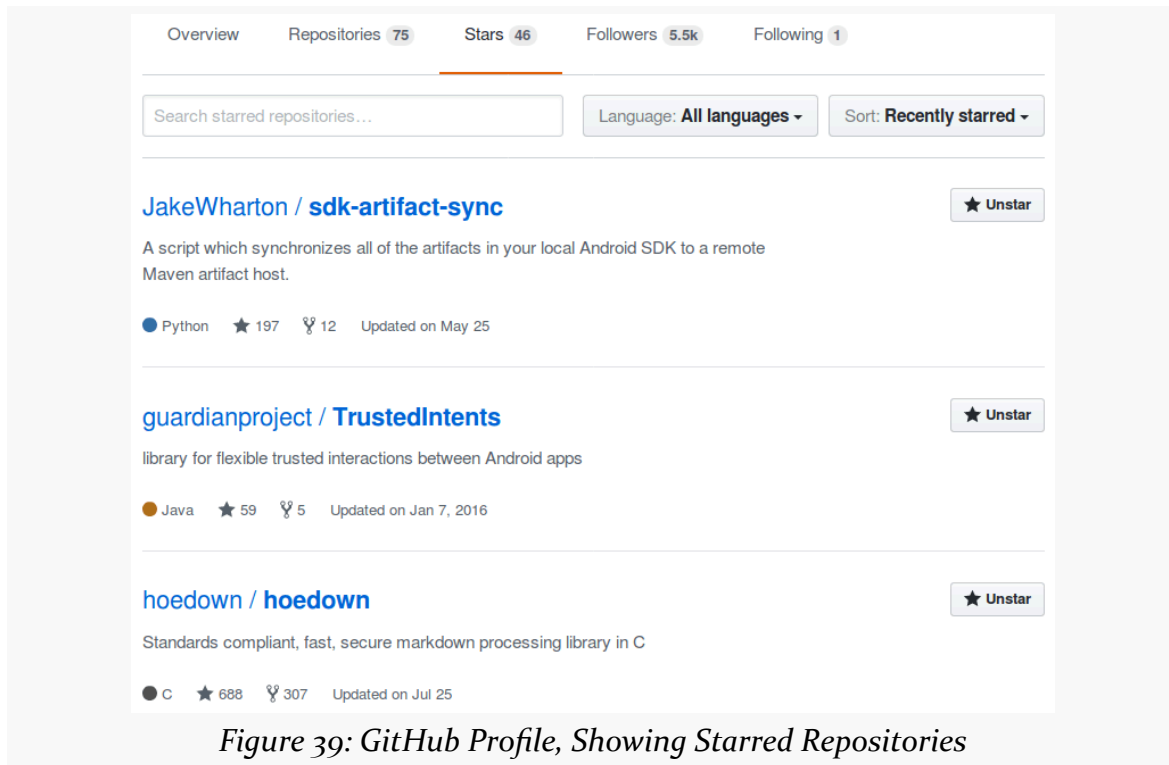 Overview Repositories 75 Stars 46 Followers 5.5k Following 1
Search starred repositories… Language: All languages Sort: Recently starred
JakeWharton / sdk-artifact-sync Unstar
A script which synchronizes all of the artifacts in your local Android SDK to a remote
Maven artifact host.
Python 197 12 Updated on May 25
guardianproject / TrustedIntents Unstar
library for flexible trusted interactions between Android apps
Java 59 5 Updated on Jan 7, 2016
hoedown / hoedown Unstar
Standards compliant, fast, secure markdown processing library in C
C 688 307 Updated on Jul 25
Figure 39: GitHub Profile, Showing Starred Repositories